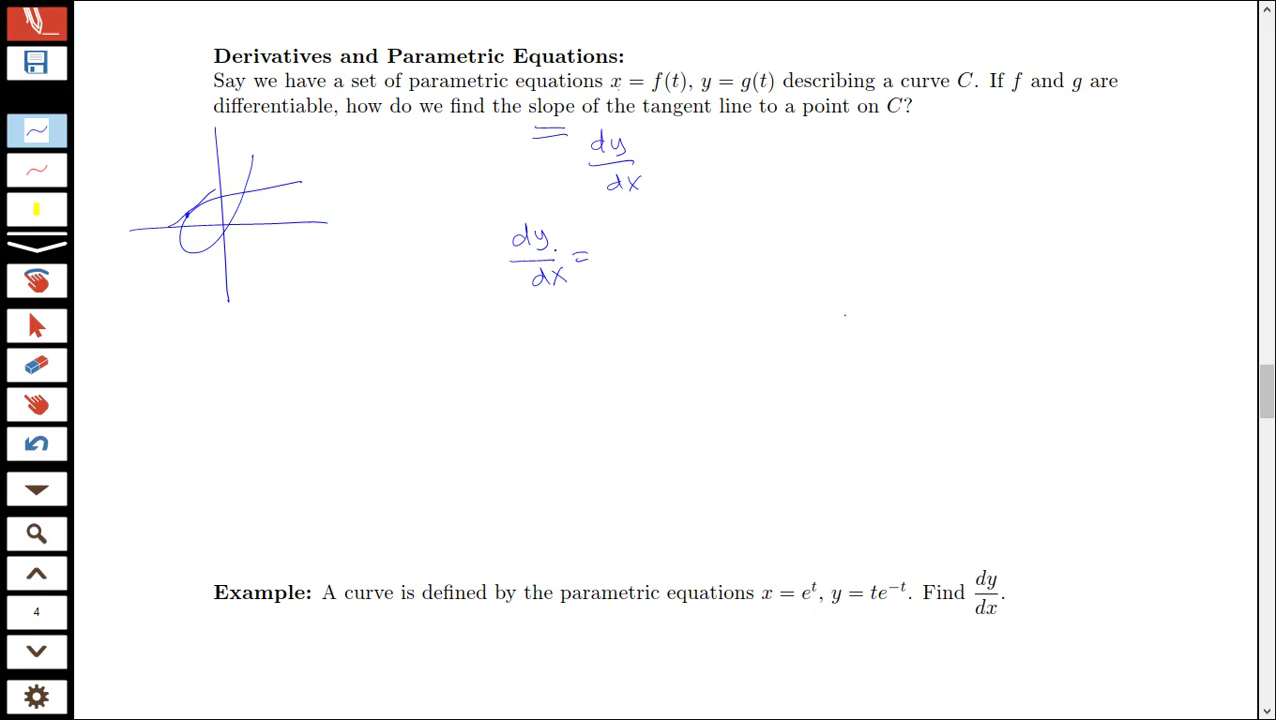 Derivatives and Parametric Equations:
Say we have a set of parametric equations x = f(t), y = g(t) describing a curve C. If f and g are
differentiable, how do we find the slope of the tangent line to a point on C?
dy
dx
dy
dx =
Example: A curve is defined by the parametric equations x = e^t, y = te^{-t}. Find dy/dx.
4